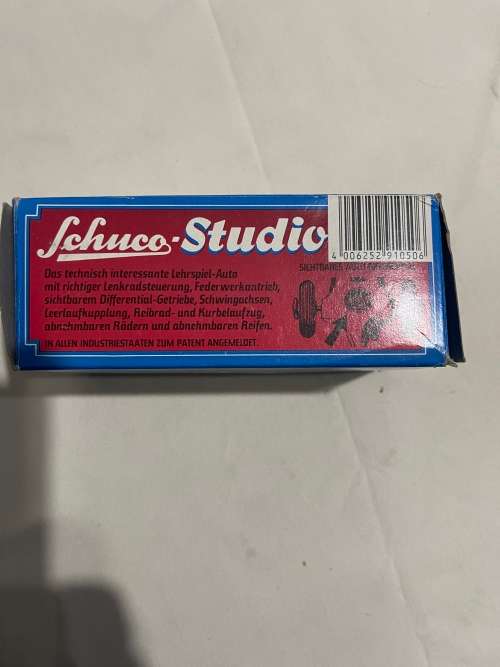 Schuco-Studio
4 006252 910506
Das technisch interessante Lehrspiel-Auto
mit richtiger Lenkradsteuerung, Federwerkantrieb,
sichtbarem Differential-Getriebe, Schwingachsen,
Leerlaufkupplung, Reibrad- und Kurbelaufzug,
abnehmbaren Rädern und abnehmbaren Reifen.
IN ALLEN INDUSTRIESTAATEN ZUM PATENT ANGEMELDET.
SICHTBARES